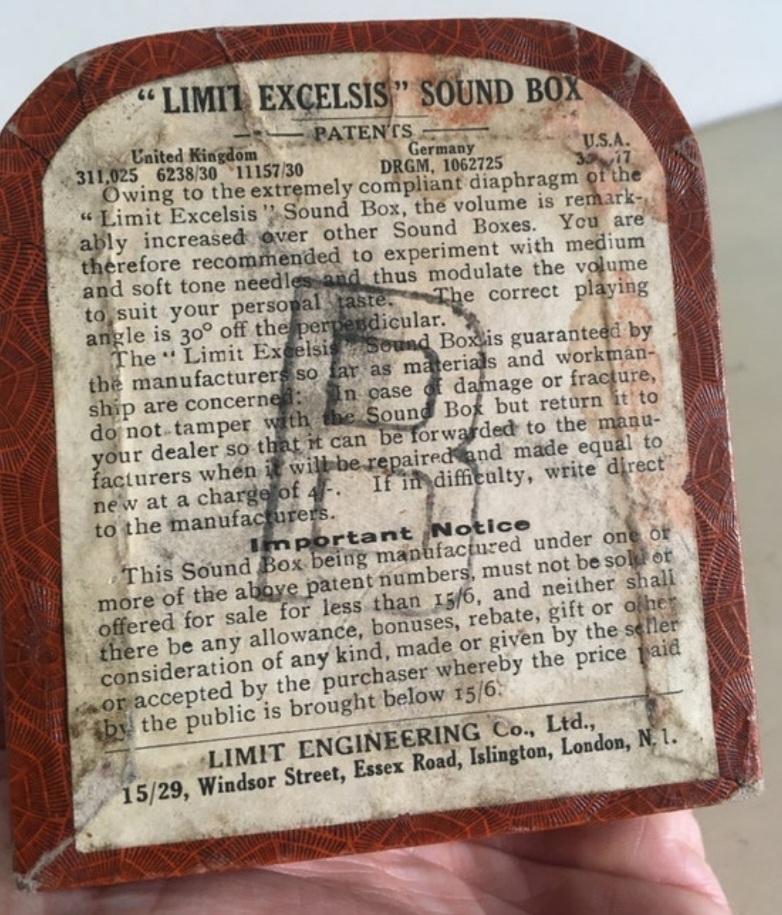 “LIMIT EXCELSIS” SOUND BOX
PATENTS
United Kingdom Germany U.S.A.
311,025 6238/30 11157/30 DRGM, 1062725
Owing to the extremely compliant diaphragm of the
“Limit Excelsis” Sound Box, the volume is remark-
ably increased over other Sound Boxes. You are
therefore recommended to experiment with medium
and soft tone needles and thus modulate the volume
to suit your personal taste. The correct playing
angle is 30° off the perpendicular.
The “Limit Excelsis” Sound Box is guaranteed by
the manufacturers so far as materials and workman-
ship are concerned: In case of damage or fracture,
do not tamper with the Sound Box but return it to
your dealer so that it can be forwarded to the manu-
facturers when it will be repaired and made equal to
new at a charge of 4/-. If in difficulty, write direct
to the manufacturers.
Important Notice
This Sound Box being manufactured under one or
more of the above patent numbers, must not be sold or
offered for sale for less than 15/6, and neither shall
there be any allowance, bonuses, rebate, gift or other
consideration of any kind, made or given by the seller
or accepted by the purchaser whereby the price paid
by the public is brought below 15/6.
LIMIT ENGINEERING Co., Ltd.,
15/29, Windsor Street, Essex Road, Islington, London, N.1.
R